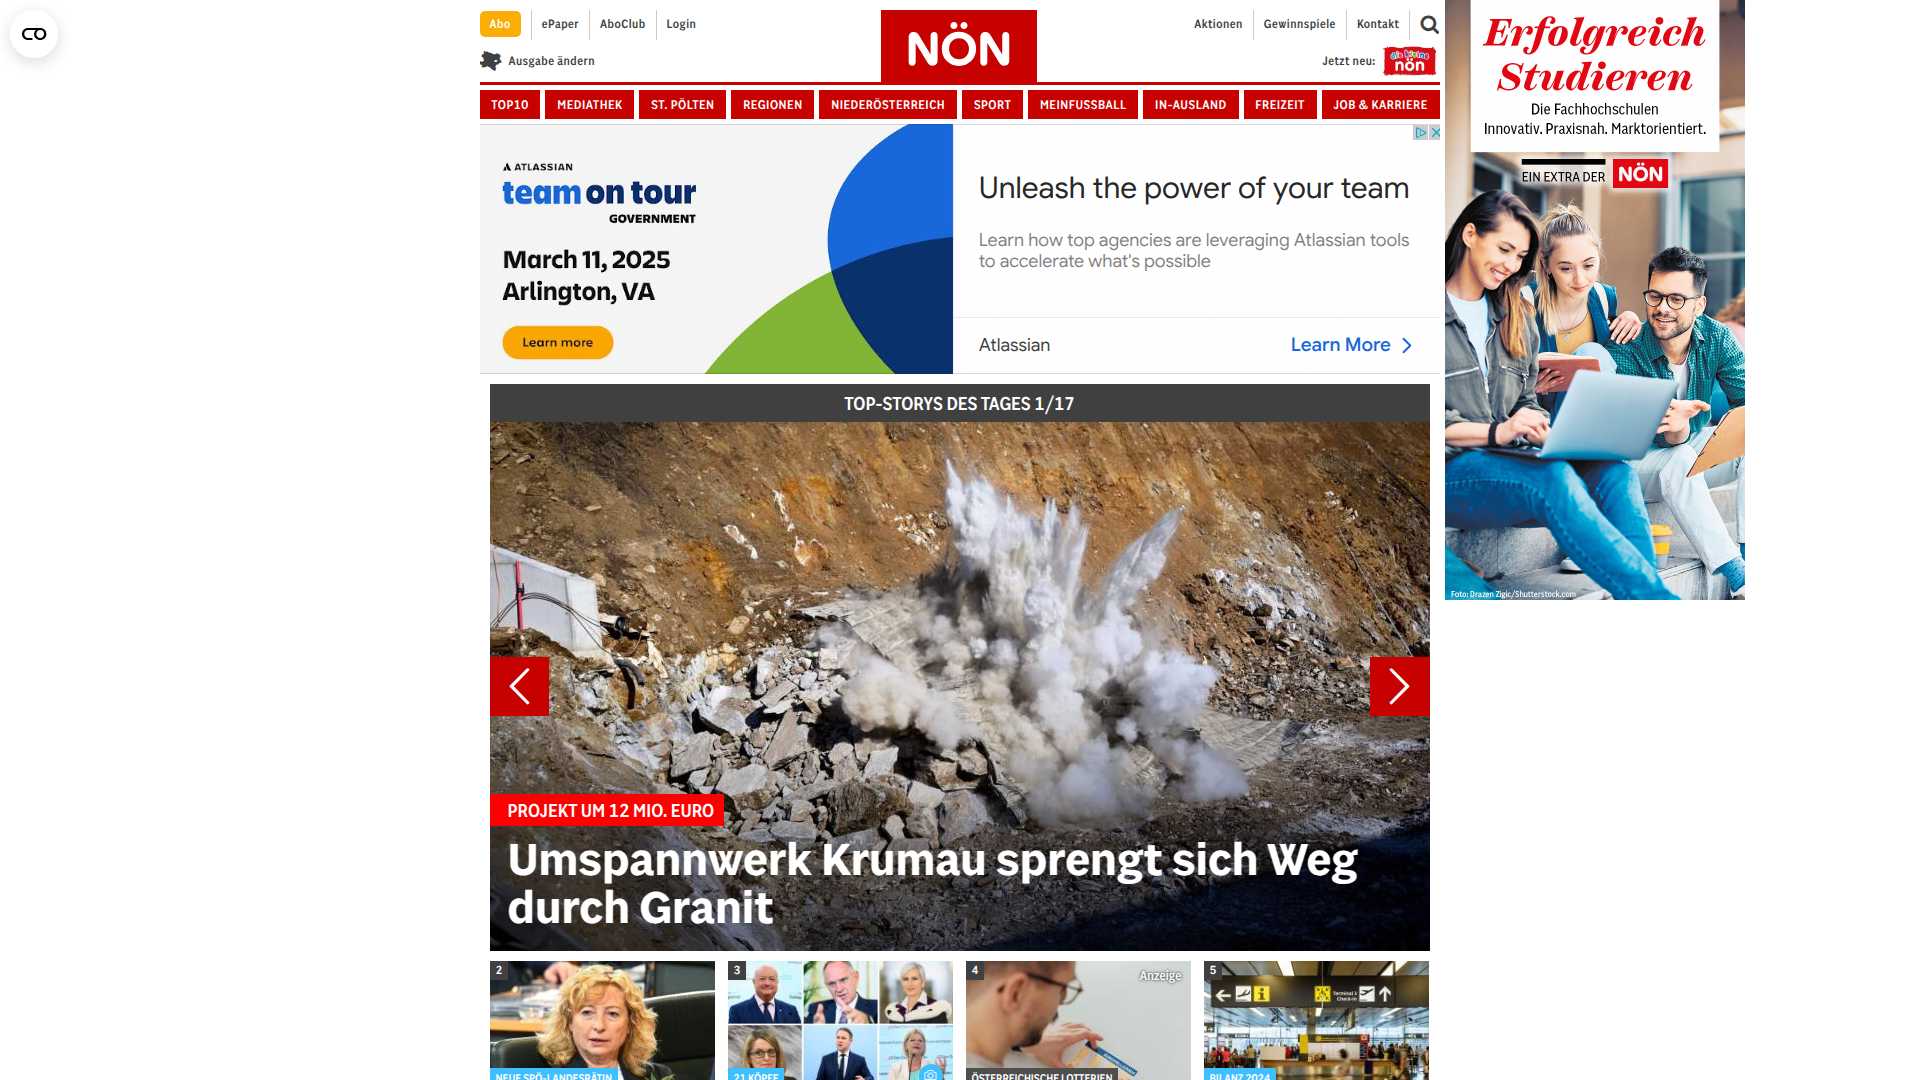 Abo
ePaper
AboClub
Login
NÖN
Aktionen
Gewinnspiele
Kontakt
Ausgabe ändern
Jetzt neu:
die kleine
nön
TOP10
MEDIATHEK
ST. PÖLTEN
REGIONEN
NIEDERÖSTERREICH
SPORT
MEINFUSSBALL
IN-AUSLAND
FREIZEIT
JOB & KARRIERE
ATLASSIAN
team on tour
GOVERNMENT
March 11, 2025
Arlington, VA
Learn more
Unleash the power of your team
Learn how top agencies are leveraging Atlassian tools
to accelerate what's possible
Atlassian
Learn More
Erfolgreich
Studieren
Die Fachhochschulen
Innovativ. Praxisnah. Marktorientiert.
EIN EXTRA DER NÖN
Foto: Drazen Zigic/Shutterstock.com
TOP-STORYS DES TAGES 1/17
PROJEKT UM 12 MIO. EURO
Umspannwerk Krumau sprengt sich Weg
durch Granit
2
3
4
Anzeige
5
Terminal 3
Check-in
NEUE SPÖ-LANDESRÄTIN
21 KÖPFE
ÖSTERREICHISCHE LOTTERIEN
BILANZ 2024